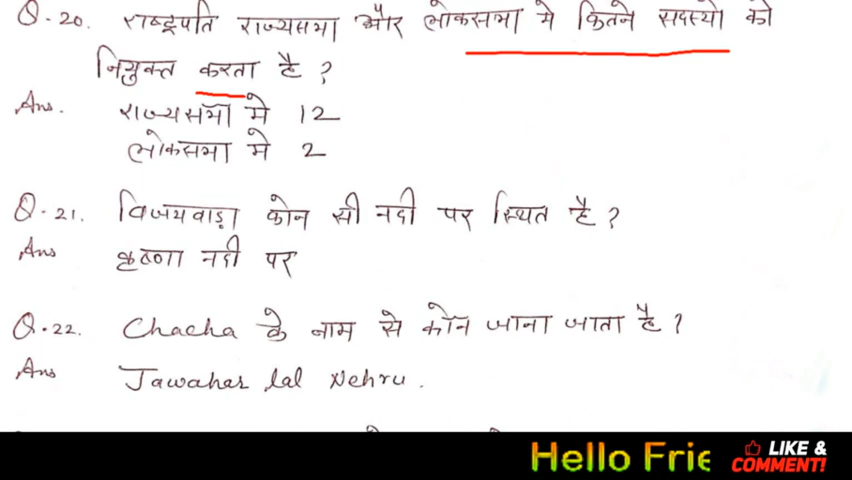 Q.20. राष्ट्रपति राज्यसभा और लोकसभा मे कितने सदस्यो को
नियुक्त करता है ?
Ans. राज्यसभा मे 12
लोकसभा मे 2
Q.21. विजयवाड़ा कोन सी नदी पर स्थित है ?
Ans कृष्णा नदी पर
Q.22. Chacha के नाम से कोन जाना जाता है ?
Ans Jawahar lal Nehru.
Hello Frie
LIKE &
COMMENT!